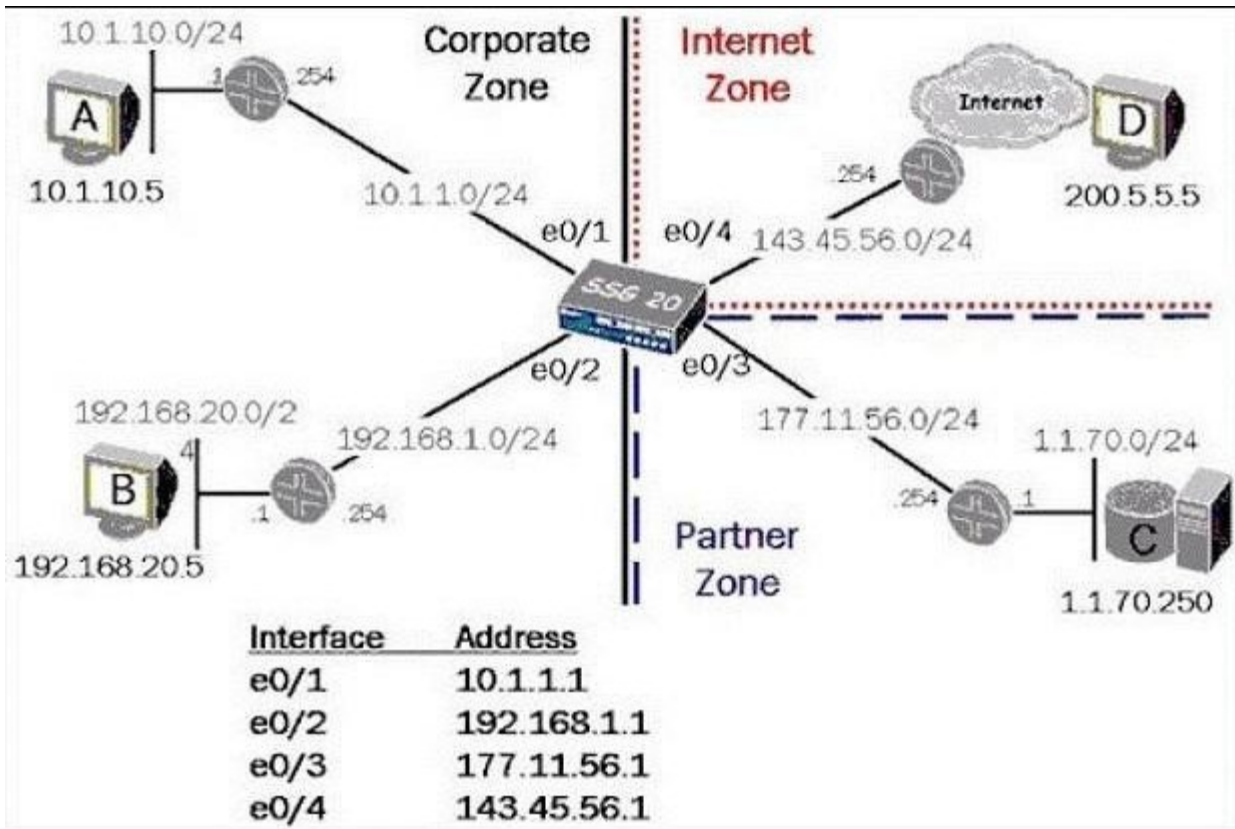 10.1.10.0/24
A
10.1.10.5
.1
.254
10.1.1.0/24
Corporate
Zone
Internet
Zone
Internet
D
200.5.5.5
.254
143.45.56.0/24
e0/1
e0/4
SSG 20
e0/2
e0/3
192.168.20.0/2
4
B
192.168.20.5
.1
.254
192.168.1.0/24
177.11.56.0/24
.254
.1
1.1.70.0/24
C
1.1.70.250
Partner
Zone
Interface Address
e0/1 10.1.1.1
e0/2 192.168.1.1
e0/3 177.11.56.1
e0/4 143.45.56.1